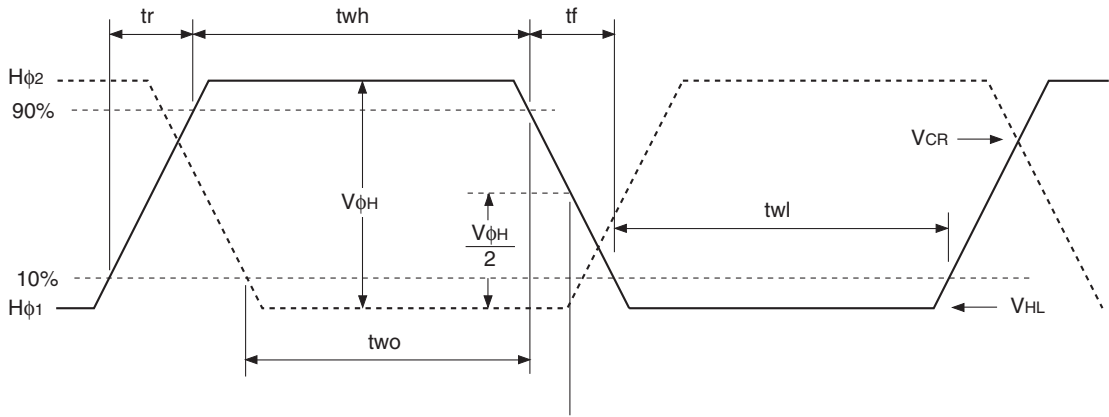 tr
twh
tf
Hϕ2
90%
VCR
VϕH
VϕH
2
twl
10%
Hϕ1
VHL
two